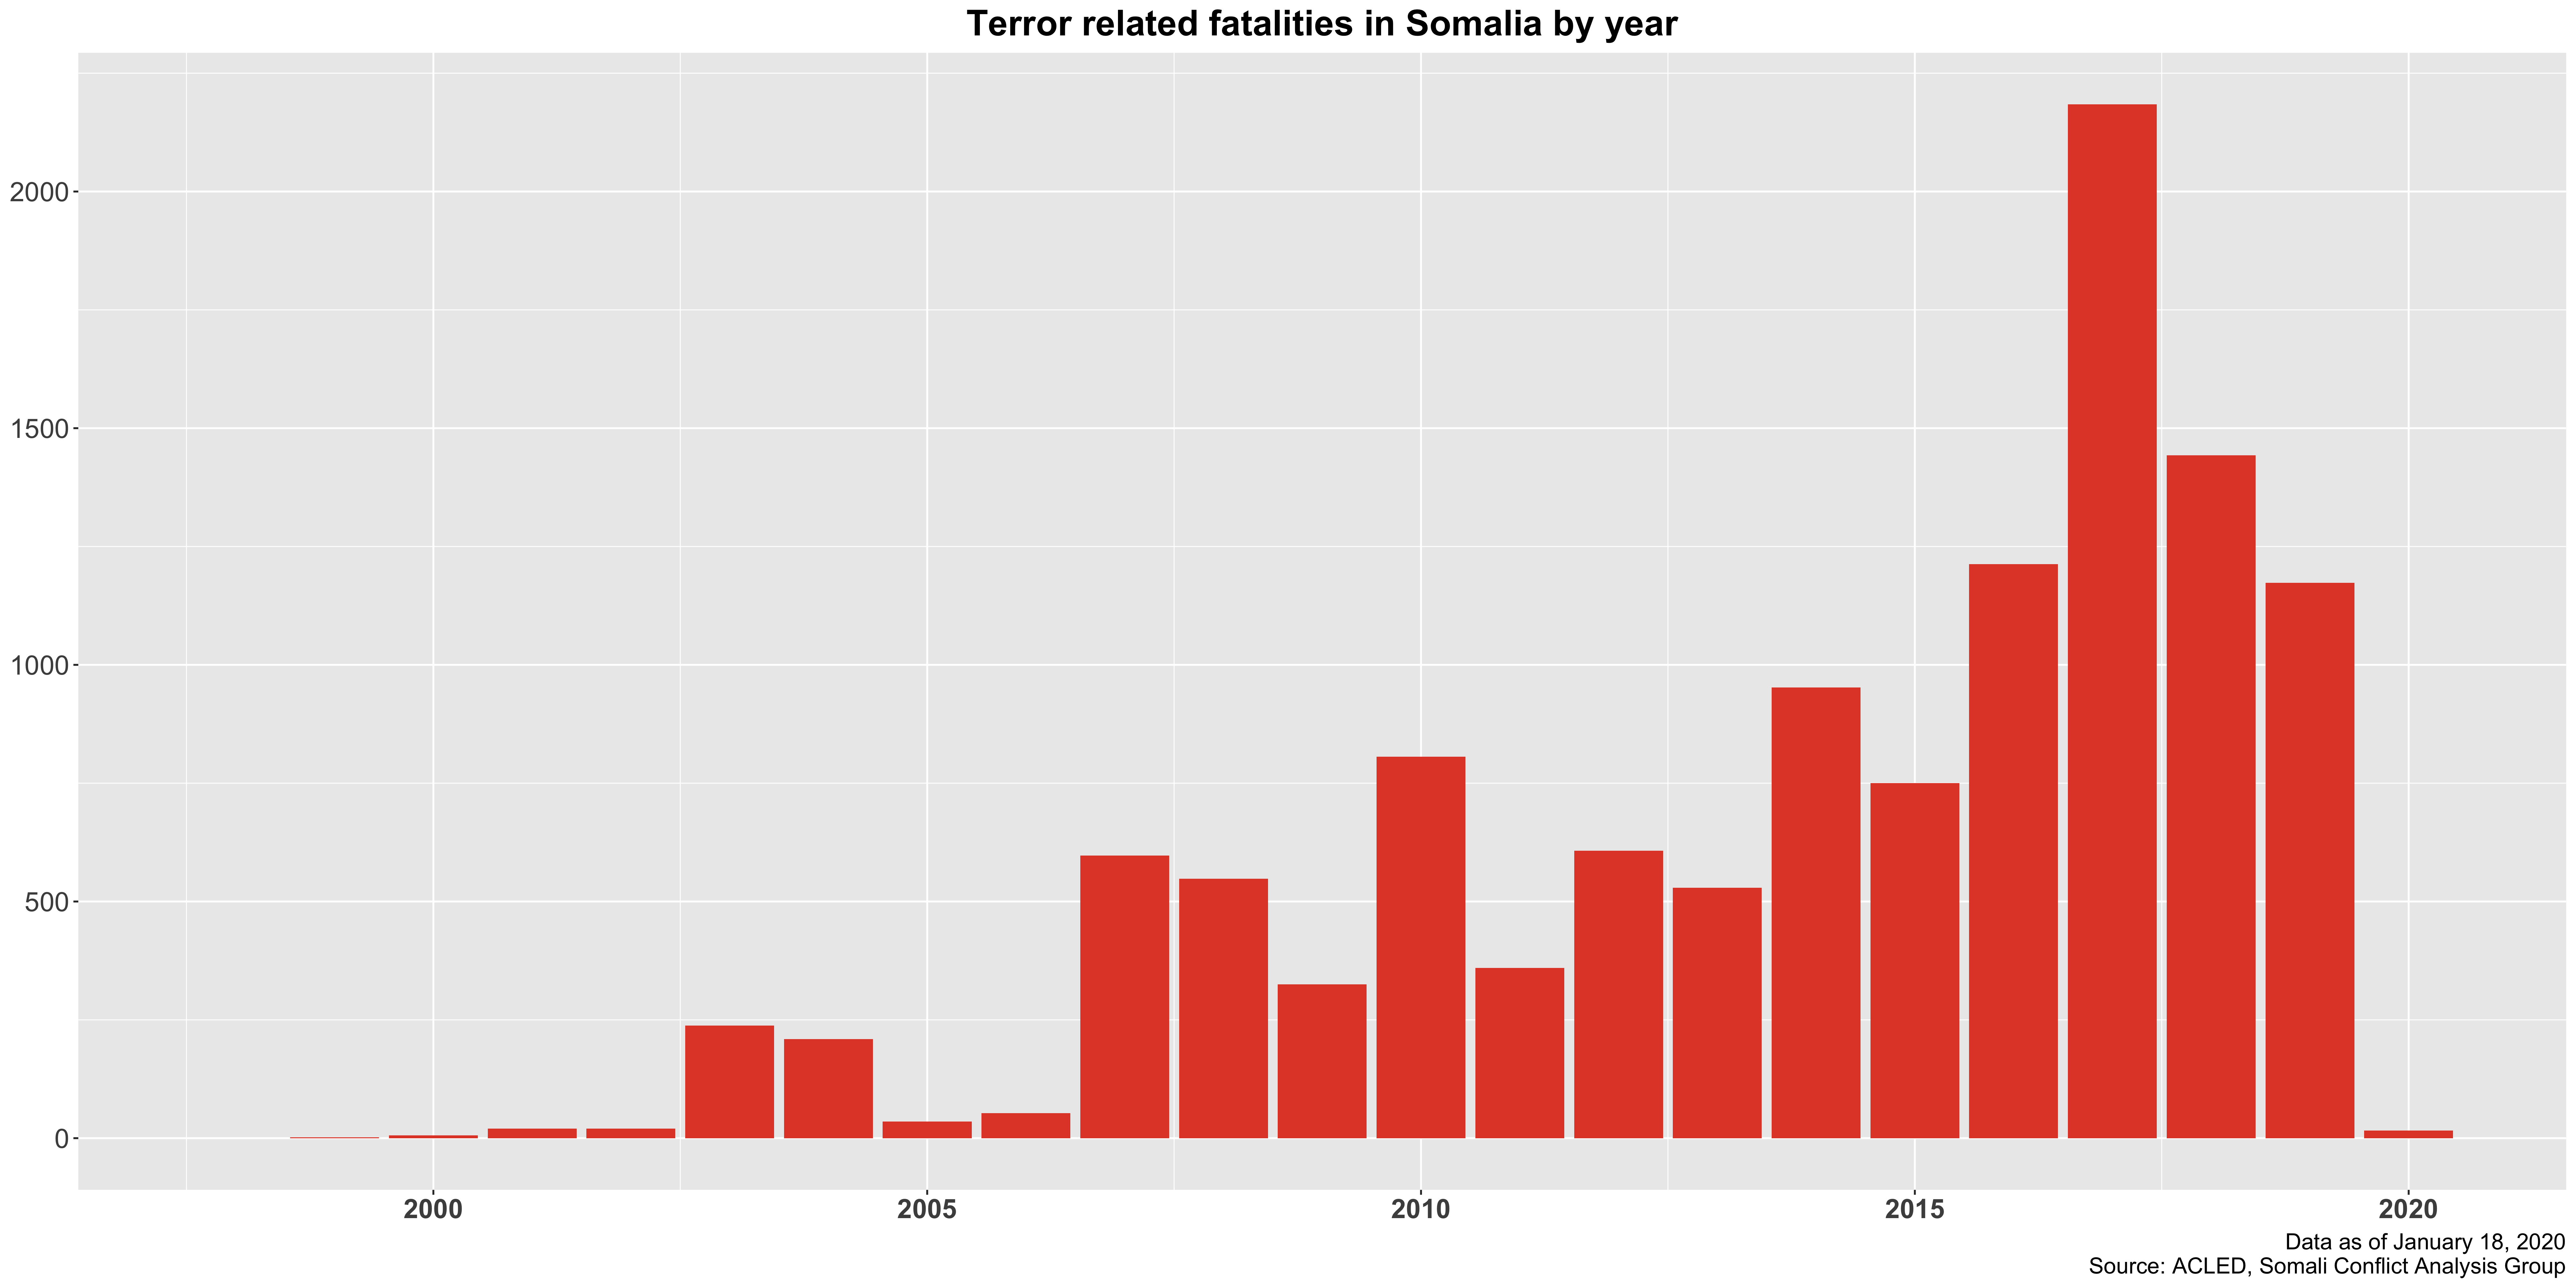 Terror related fatalities in Somalia by year
2000
1500
1000
500
0
2000 2005 2010 2015 2020
Data as of January 18, 2020
Source: ACLED, Somali Conflict Analysis Group